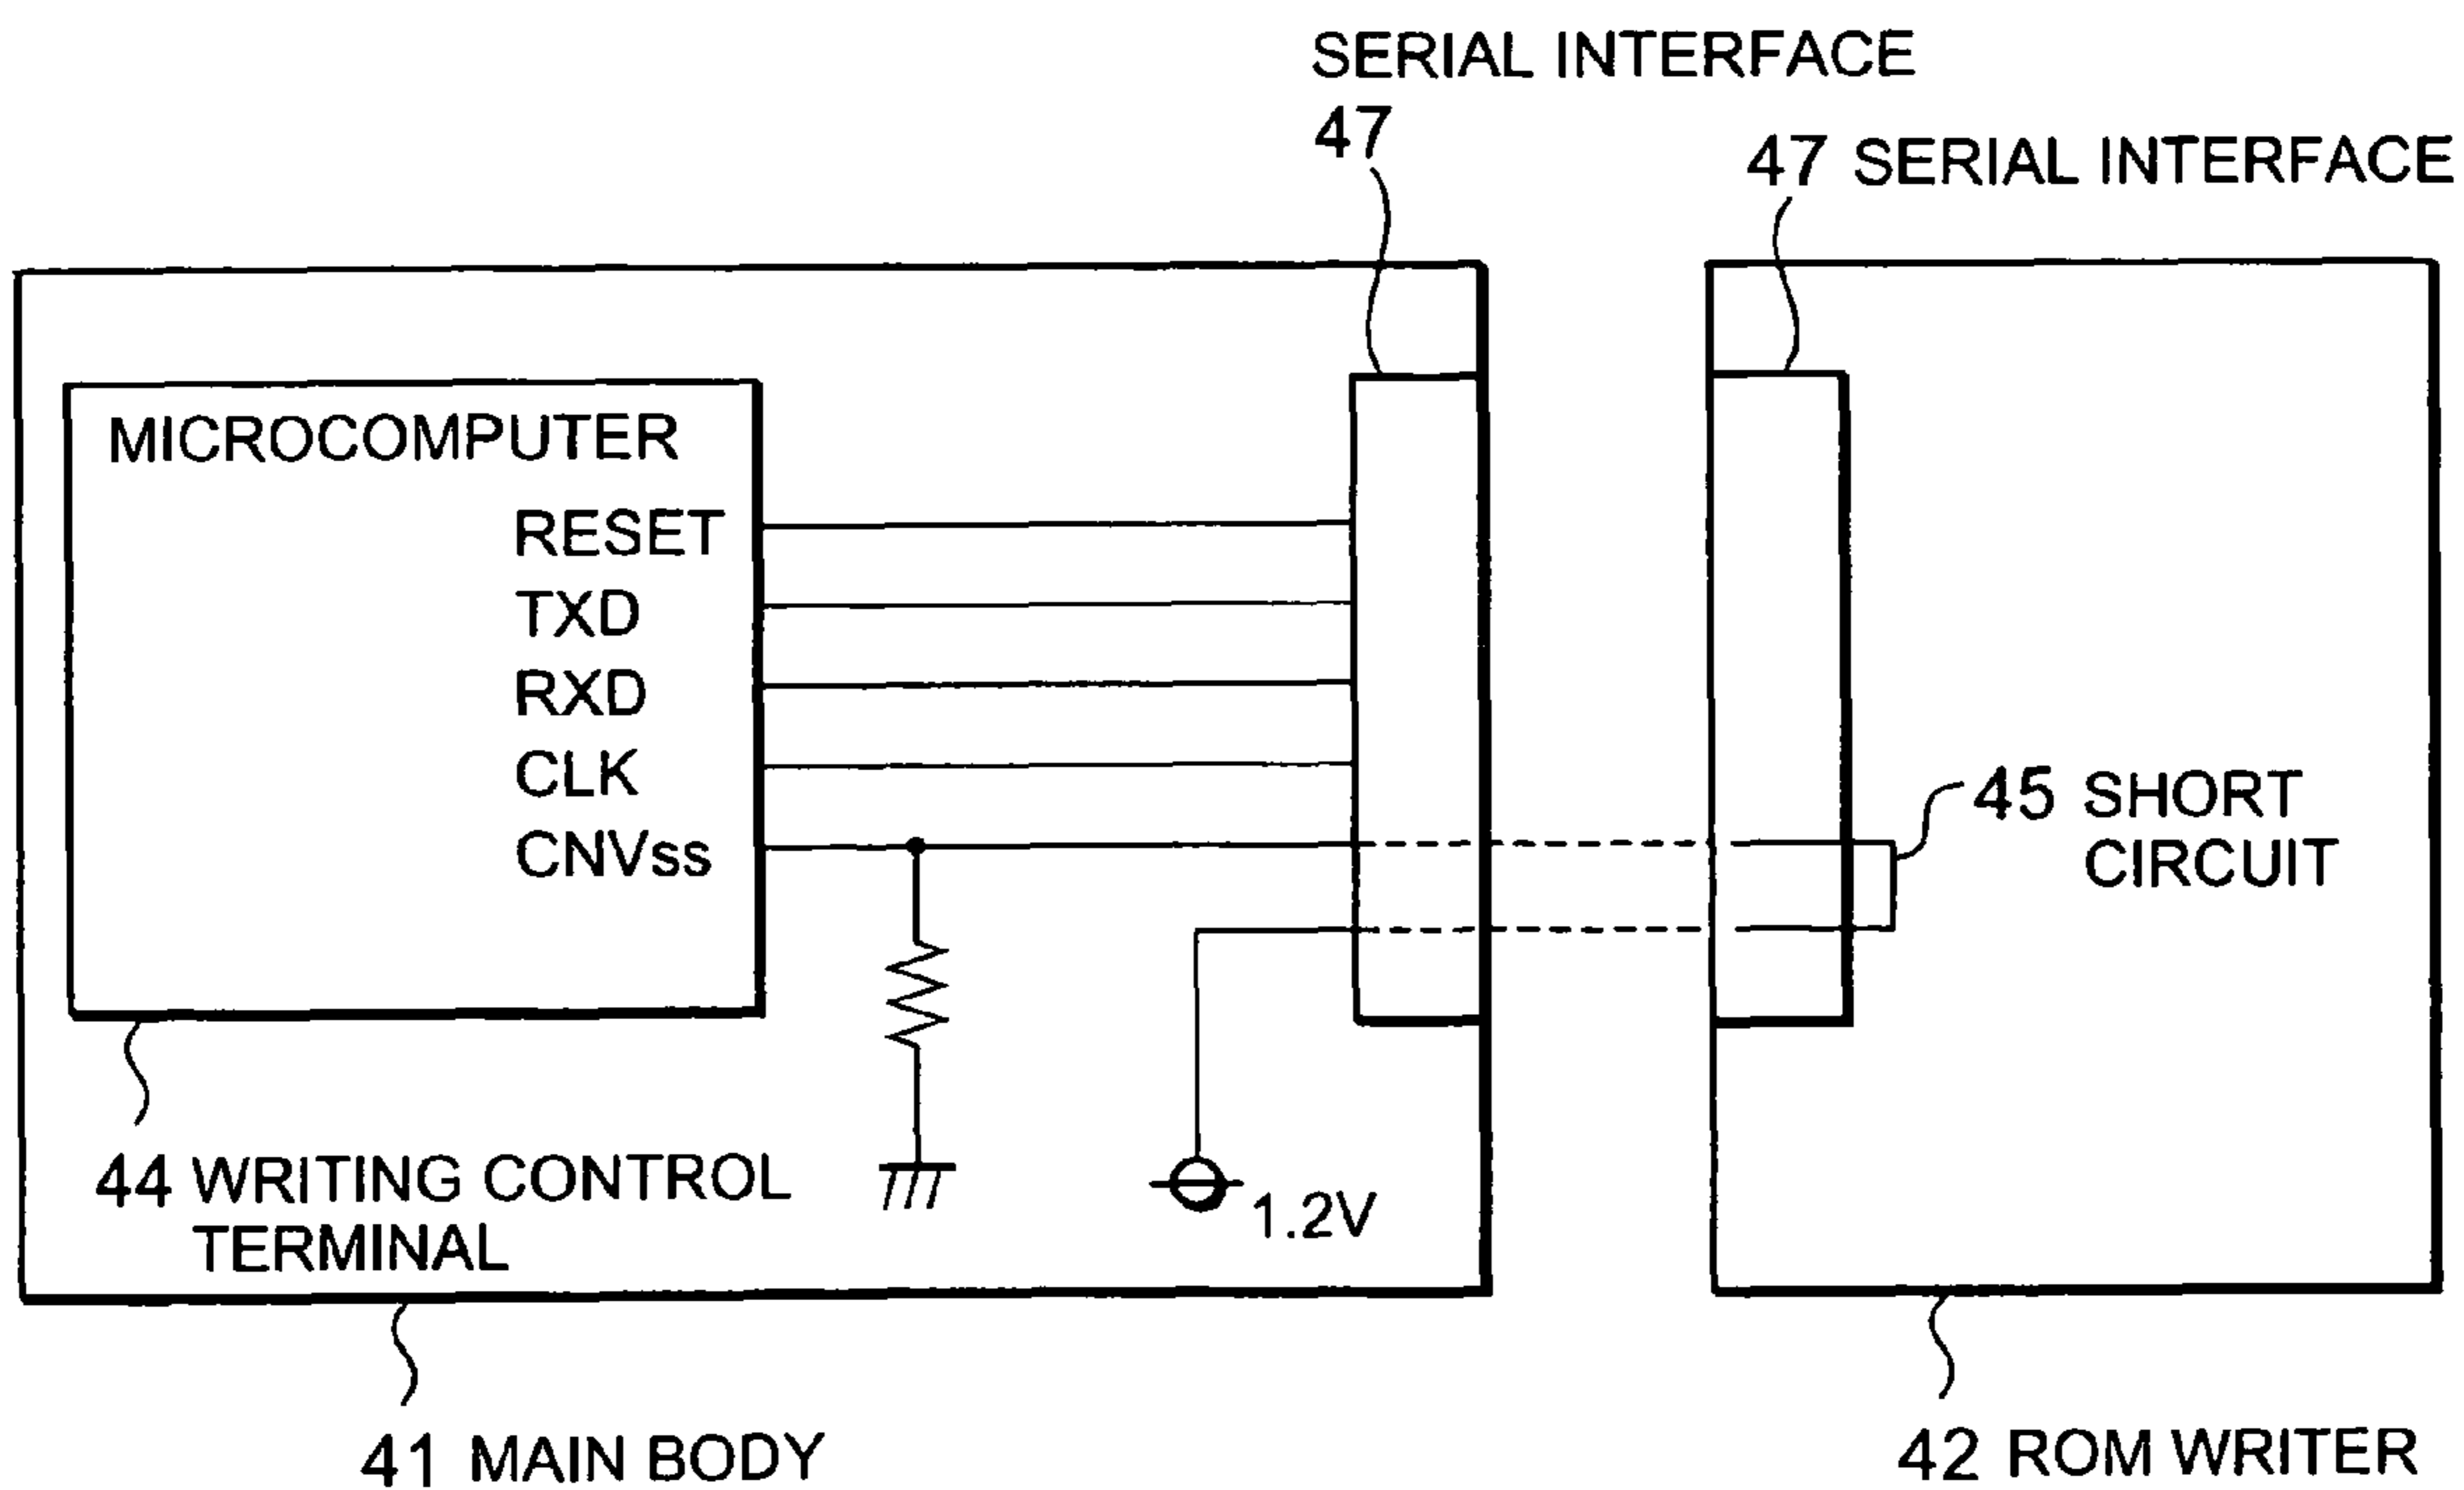 SERIAL INTERFACE
47
47 SERIAL INTERFACE
MICROCOMPUTER
RESET
TXD
RXD
CLK
CNVss
45 SHORT
CIRCUIT
44 WRITING CONTROL
TERMINAL
1.2V
41 MAIN BODY
42 ROM WRITER